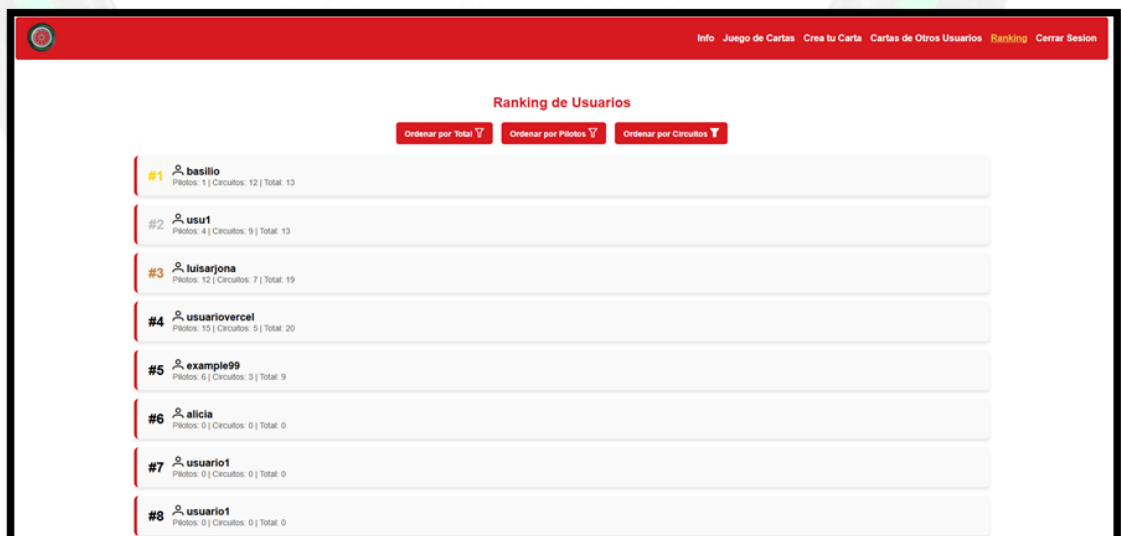 Info Juego de Cartas Crea tu Carta Cartas de Otros Usuarios Ranking Cerrar Sesion
Ranking de Usuarios
Ordenar por Total Ordenar por Pilotos Ordenar por Circuitos
#1 basilio
Pilotos: 1 | Circuitos: 12 | Total: 13
#2 usu1
Pilotos: 4 | Circuitos: 9 | Total: 13
#3 luisarjona
Pilotos: 12 | Circuitos: 7 | Total: 19
#4 usuariovercel
Pilotos: 15 | Circuitos: 5 | Total: 20
#5 example99
Pilotos: 6 | Circuitos: 3 | Total: 9
#6 alicia
Pilotos: 0 | Circuitos: 0 | Total: 0
#7 usuario1
Pilotos: 0 | Circuitos: 0 | Total: 0
#8 usuario1
Pilotos: 0 | Circuitos: 0 | Total: 0